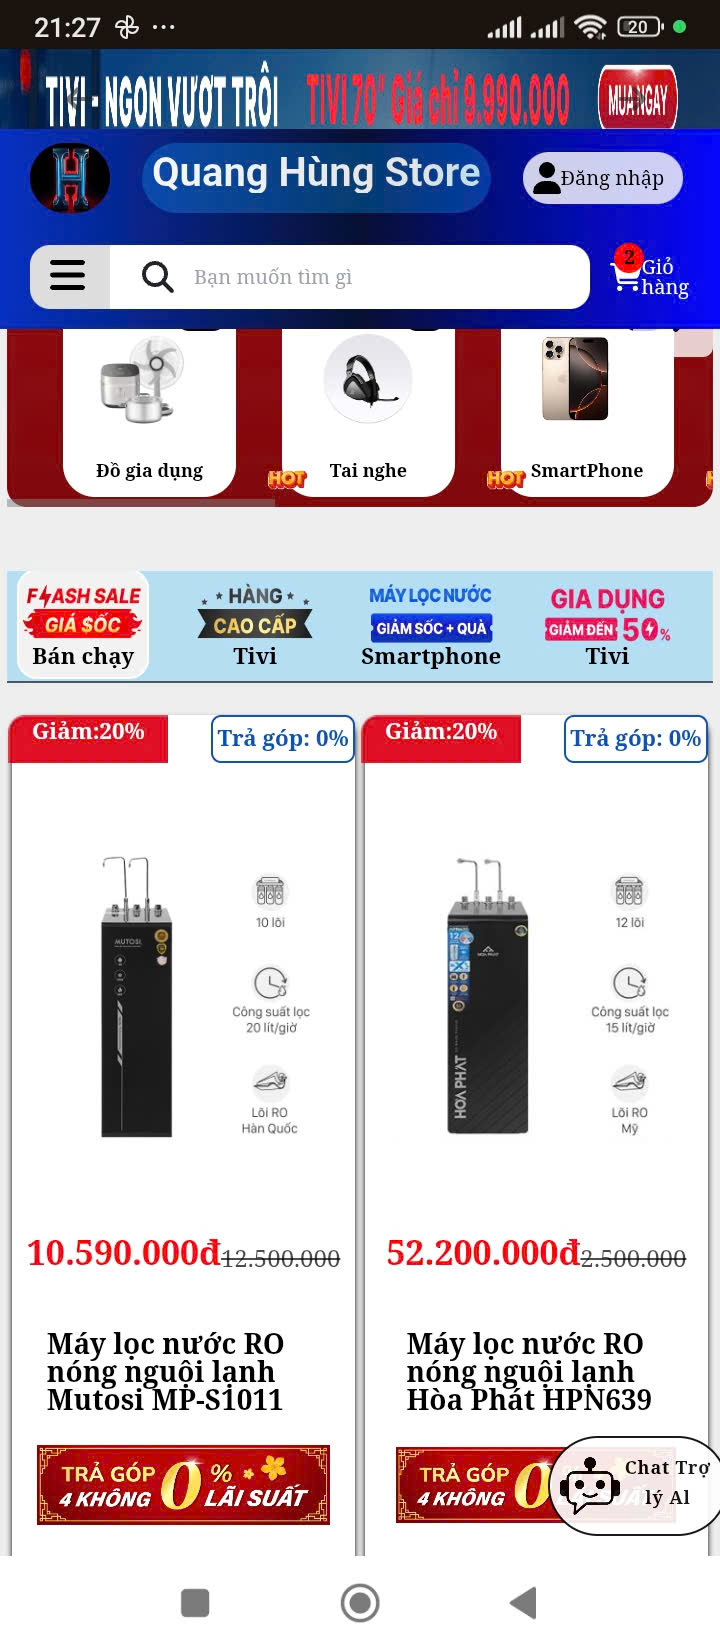 21:27
20
TIVI - NGON VƯỢT TRÔI
TIVI 70" Giá chỉ 9.990.000
MUA NGAY
Quang Hùng Store
Đăng nhập
Bạn muốn tìm gì
2
Giỏ
hàng
Đồ gia dụng
HOT
Tai nghe
HOT
SmartPhone
FLASH SALE
GIÁ $ỐC
Bán chạy
HÀNG
CAO CẤP
Tivi
MÁY LỌC NƯỚC
GIẢM SỐC + QUÀ
Smartphone
GIA DỤNG
GIẢM ĐẾN 50%
Tivi
Giảm:20%
Trả góp: 0%
MUTOSI
10 lõi
Công suất lọc
20 lít/giờ
Lõi RO
Hàn Quốc
10.590.000đ
12.500.000
Máy lọc nước RO
nóng nguội lạnh
Mutosi MP-S1011
TRẢ GÓP 0%
4 KHÔNG LÃI SUẤT
Giảm:20%
Trả góp: 0%
12
HOA PHAT
HOA PHAT
12 lõi
Công suất lọc
15 lít/giờ
Lõi RO
Mỹ
52.200.000đ
2.500.000
Máy lọc nước RO
nóng nguội lạnh
Hòa Phát HPN639
TRẢ GÓP 0
4 KHÔNG
Chat Trợ
lý AI